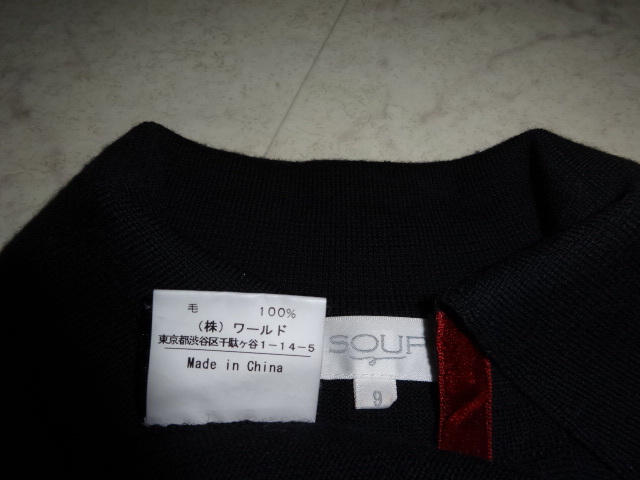 毛 100%
(株) ワールド
東京都渋谷区千駄ヶ谷1-14-5
Made in China
SOUP
9